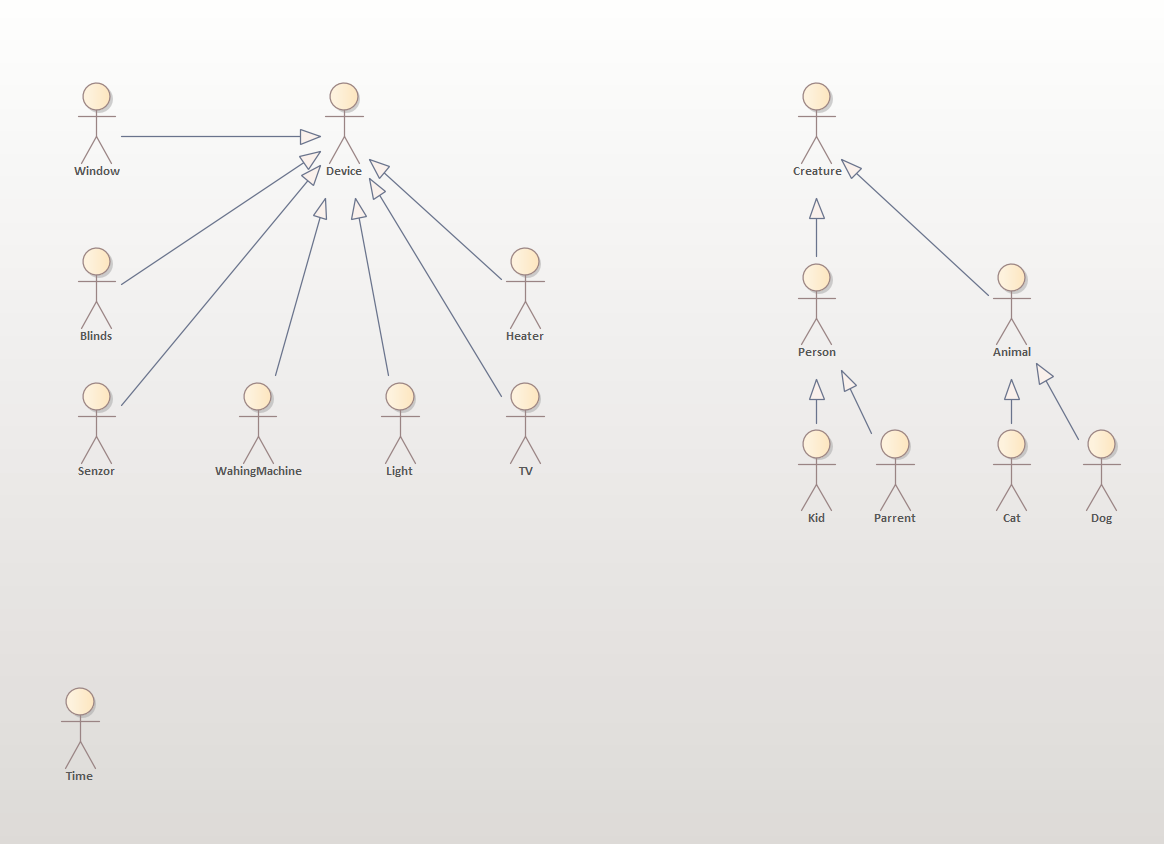 Window
Device
Creature
Blinds
Heater
Person
Animal
Senzor
WahingMachine
Light
TV
Kid
Parrent
Cat
Dog
Time